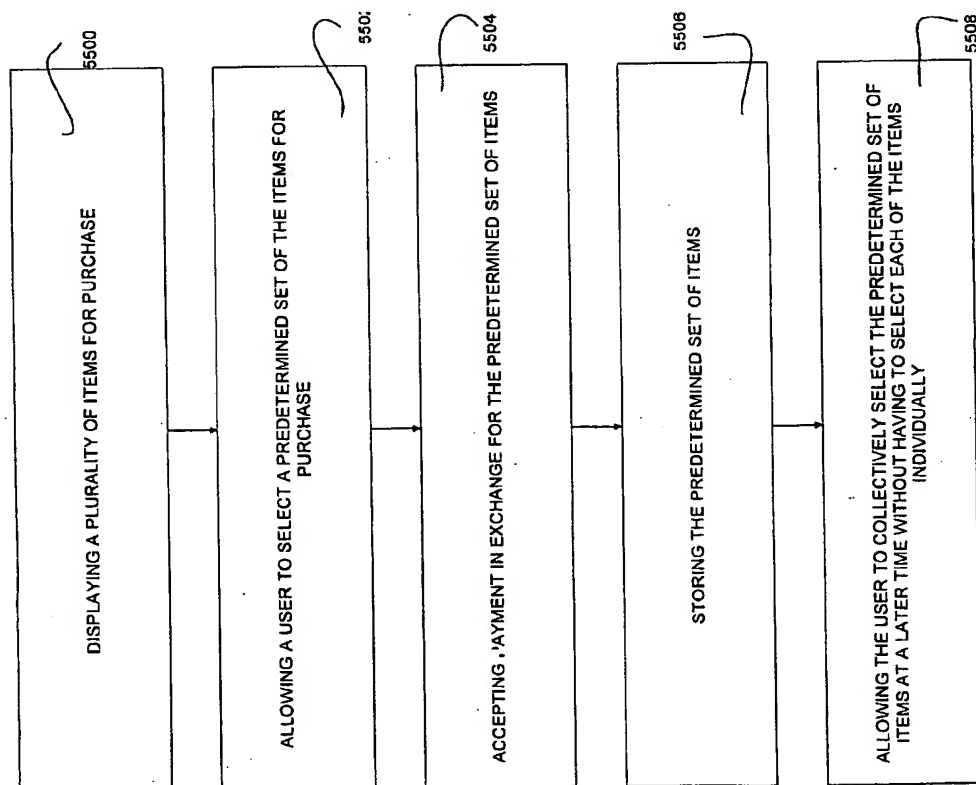 5500
DISPLAYING A PLURALITY OF ITEMS FOR PURCHASE
5502
ALLOWING A USER TO SELECT A PREDETERMINED SET OF THE ITEMS FOR
PURCHASE
5504
ACCEPTING PAYMENT IN EXCHANGE FOR THE PREDETERMINED SET OF ITEMS
5506
STORING THE PREDETERMINED SET OF ITEMS
5508
ALLOWING THE USER TO COLLECTIVELY SELECT THE PREDETERMINED SET OF
ITEMS AT A LATER TIME WITHOUT HAVING TO SELECT EACH OF THE ITEMS
INDIVIDUALLY